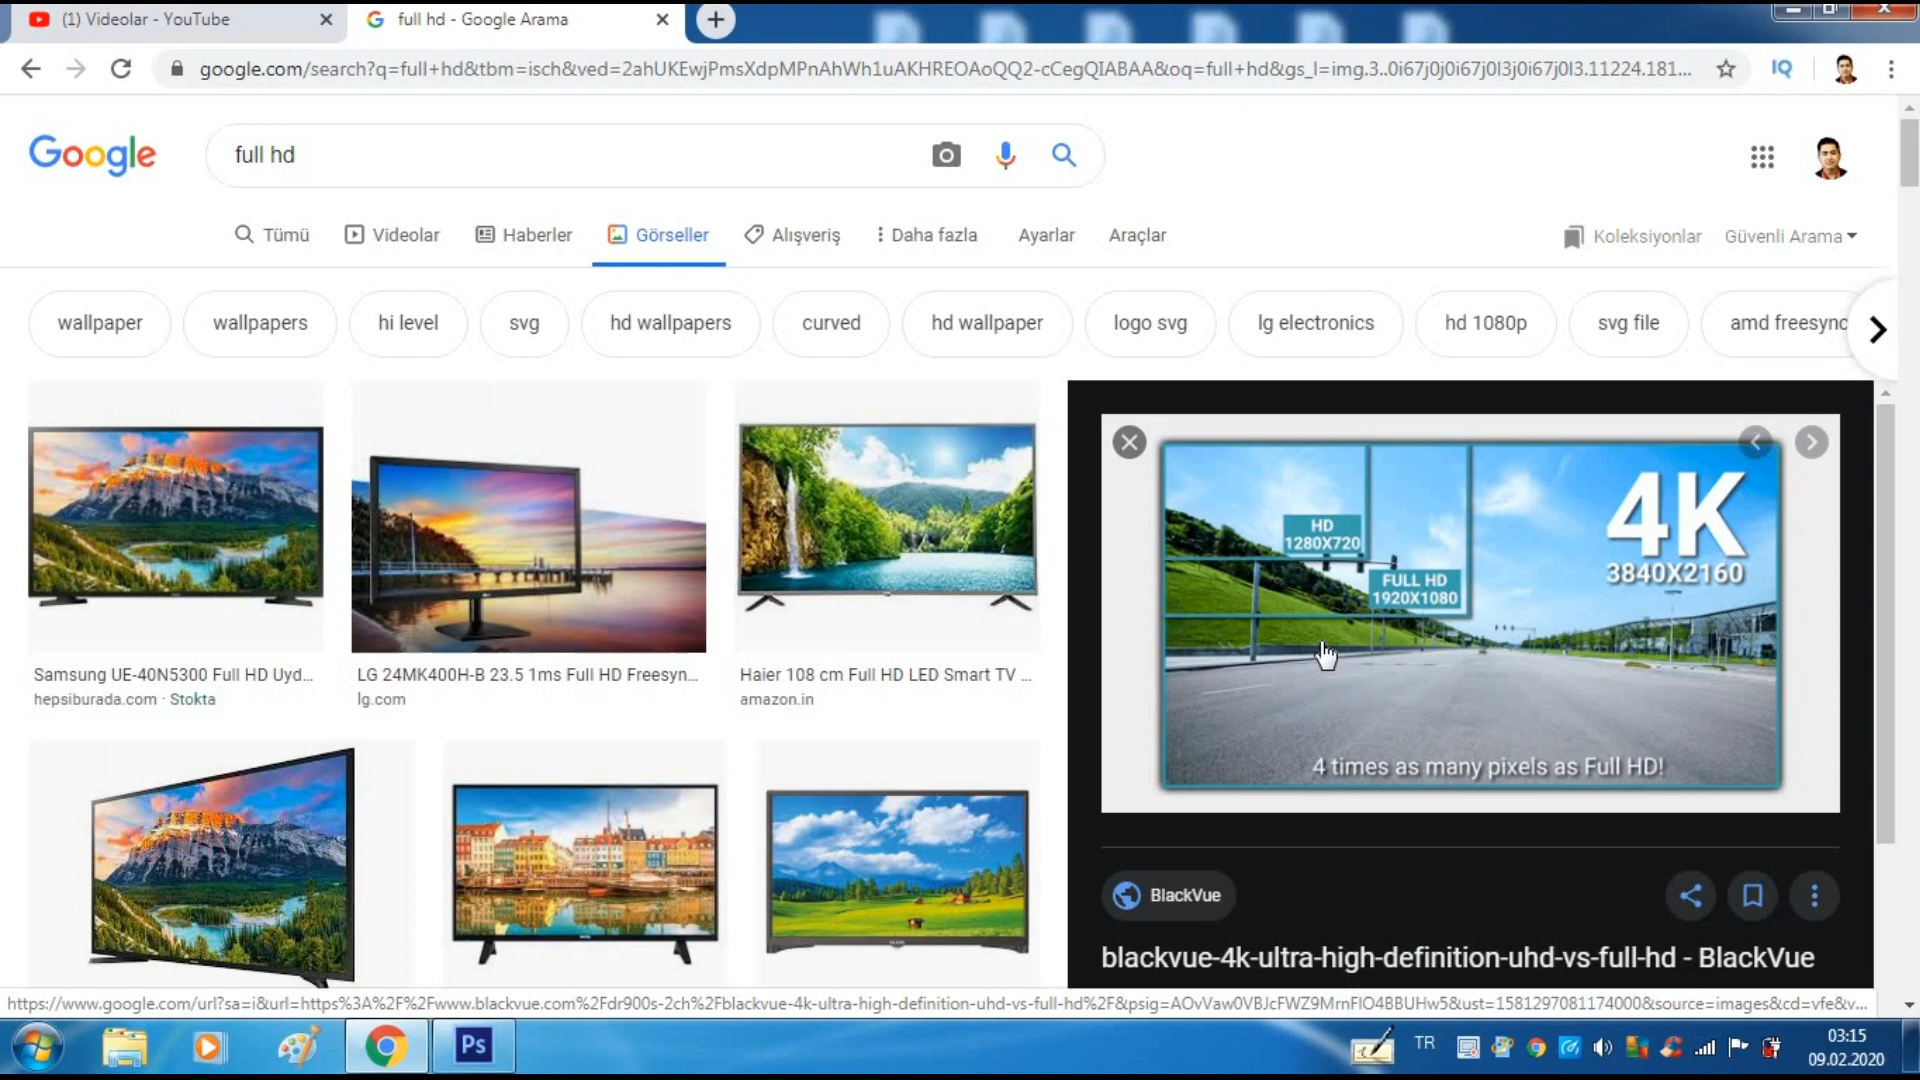 (1) Videolar - YouTube
full hd - Google Arama
google.com/search?q=full+hd&tbm=isch&ved=2ahUKEwjPmsXdpMPnAhWh1uAKHREOAoQQ2-cCegQIABAA&oq=full+hd&gs_l=img.3..0i67j0j0i67j0l3j0i67j0l3.11224.181...
IQ
Google
full hd
Tümü
Videolar
Haberler
Görseller
Alışveriş
Daha fazla
Ayarlar
Araçlar
Koleksiyonlar
Güvenli Arama
wallpaper
wallpapers
hi level
svg
hd wallpapers
curved
hd wallpaper
logo svg
lg electronics
hd 1080p
svg file
amd freesync
HD
1280X720
FULL HD
1920X1080
4K
3840X2160
4 times as many pixels as Full HD!
Samsung UE-40N5300 Full HD Uyd...
hepsiburada.com · Stokta
LG 24MK400H-B 23.5 1ms Full HD Freesyn...
lg.com
Haier 108 cm Full HD LED Smart TV ...
amazon.in
BlackVue
blackvue-4k-ultra-high-definition-uhd-vs-full-hd - BlackVue
https://www.google.com/url?sa=i&url=https%3A%2F%2Fwww.blackvue.com%2Fdr900s-2ch%2Fblackvue-4k-ultra-high-definition-uhd-vs-full-hd%2F&psig=AOvVaw0VBJcFWZ9MrnFlO4BBUHw5&ust=1581297081174000&source=images&cd=vfe&v...
Ps
TR
03:15
09.02.2020